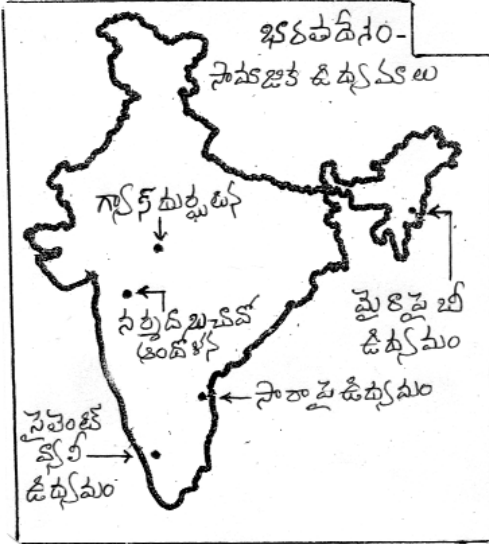 భారతదేశం-
సామాజిక ఉద్యమాలు
గ్యాస్ దుర్ఘటన
నర్మద బచావో
ఆందోళన
మైరా పైబీ
ఉద్యమం
సారాపై ఉద్యమం
సైలెంట్
వ్యాలీ
ఉద్యమం